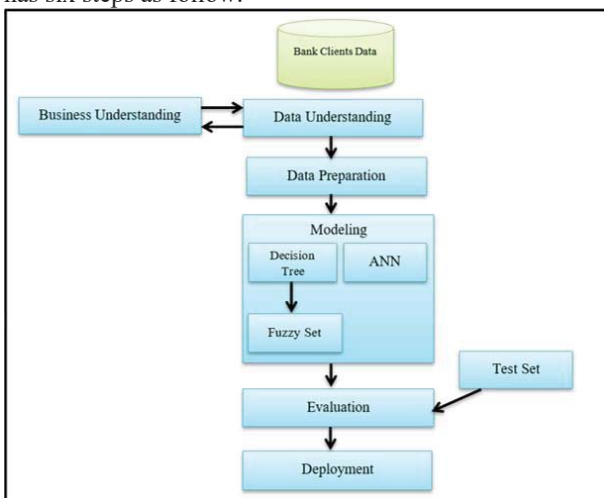 has six steps as follow:
Bank Clients Data
Business Understanding
Data Understanding
Data Preparation
Modeling
Decision
Tree
ANN
Fuzzy Set
Test Set
Evaluation
Deployment